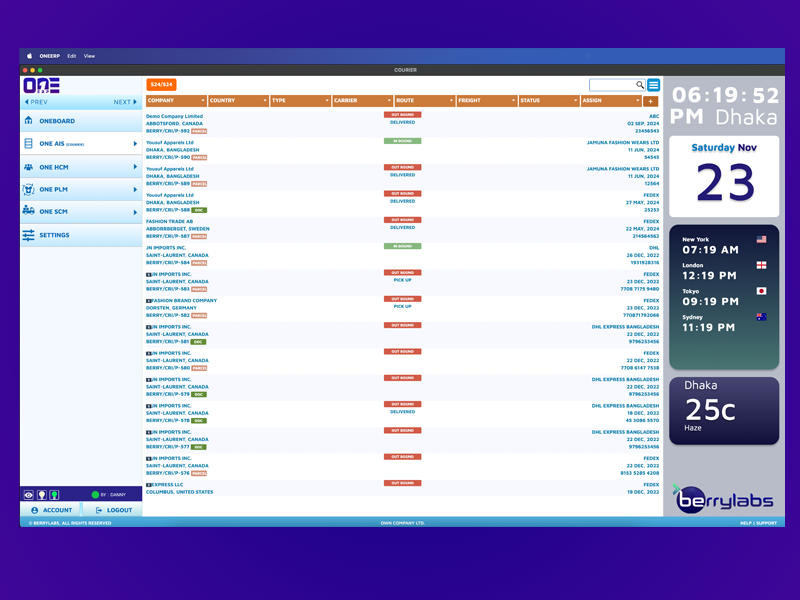 ONEERP Edit View
COURIER
ONE
PREV NEXT
ONEBOARD
ONE AIS (COURIER)
ONE HCM
ONE PLM
ONE SCM
SETTINGS
BY : DANNY
ACCOUNT LOGOUT
524/524
COMPANY COUNTRY TYPE CARRIER ROUTE FREIGHT STATUS ASSIGN +
Demo Company Limited OUT BOUND ABC
ABBOTSFORD, CANADA DELIVERED 02 SEP, 2024
BERRY/CRI/P-592 PARCEL 23456543
Yousuf Apparels Ltd IN BOUND JAMUNA FASHION WEARS LTD
DHAKA, BANGLADESH 11 JUN, 2024
BERRY/CRI/P-590 PARCEL 54545
Yousuf Apparels Ltd OUT BOUND JAMUNA FASHION WEARS LTD
DHAKA, BANGLADESH DELIVERED 11 JUN, 2024
BERRY/CRI/P-589 PARCEL 12564
Yousuf Apparels Ltd OUT BOUND FEDEX
DHAKA, BANGLADESH DELIVERED 27 MAY, 2024
BERRY/CRI/P-588 DOC 25253
FASHION TRADE AB OUT BOUND FEDEX
ABBORRBERGET, SWEDEN DELIVERED 22 MAY, 2024
BERRY/CRI/P-587 PARCEL 214564562
JN IMPORTS INC. IN BOUND DHL
SAINT-LAURENT, CANADA 26 DEC, 2022
BERRY/CRI/P-584 PARCEL 1931928316
JN IMPORTS INC. OUT BOUND FEDEX
SAINT-LAURENT, CANADA PICK UP 23 DEC, 2022
BERRY/CRI/P-583 PARCEL 7708 7175 9480
FASHION BRAND COMPANY OUT BOUND FEDEX
DORSTEN, GERMANY PICK UP 23 DEC, 2022
BERRY/CRI/P-582 PARCEL 770871792066
JN IMPORTS INC. OUT BOUND DHL EXPRESS BANGLADESH
SAINT-LAURENT, CANADA 22 DEC, 2022
BERRY/CRI/P-581 DOC 9796253456
JN IMPORTS INC. OUT BOUND FEDEX
SAINT-LAURENT, CANADA 22 DEC, 2022
BERRY/CRI/P-580 PARCEL 7708 6147 7538
JN IMPORTS INC. OUT BOUND DHL EXPRESS BANGLADESH
SAINT-LAURENT, CANADA 22 DEC, 2022
BERRY/CRI/P-579 DOC 9796253456
JN IMPORTS INC. OUT BOUND DHL EXPRESS BANGLADESH
SAINT-LAURENT, CANADA DELIVERED 18 DEC, 2022
BERRY/CRI/P-578 DOC 45 3086 5570
JN IMPORTS INC. OUT BOUND DHL EXPRESS BANGLADESH
SAINT-LAURENT, CANADA 22 DEC, 2022
BERRY/CRI/P-577 DOC 9796253456
JN IMPORTS INC. OUT BOUND FEDEX
SAINT-LAURENT, CANADA 22 DEC, 2022
BERRY/CRI/P-576 PARCEL 8153 5285 4208
EXPRESS LLC OUT BOUND FEDEX
COLUMBUS, UNITED STATES 19 DEC, 2022
06:19:52
PM Dhaka
Saturday Nov
23
New York
07:19 AM
London
12:19 PM
Tokyo
09:19 PM
Sydney
11:19 PM
Dhaka
25c
Haze
berrylabs
© BERRYLABS, ALL RIGHTS RESERVED OWN COMPANY LTD. HELP | SUPPORT